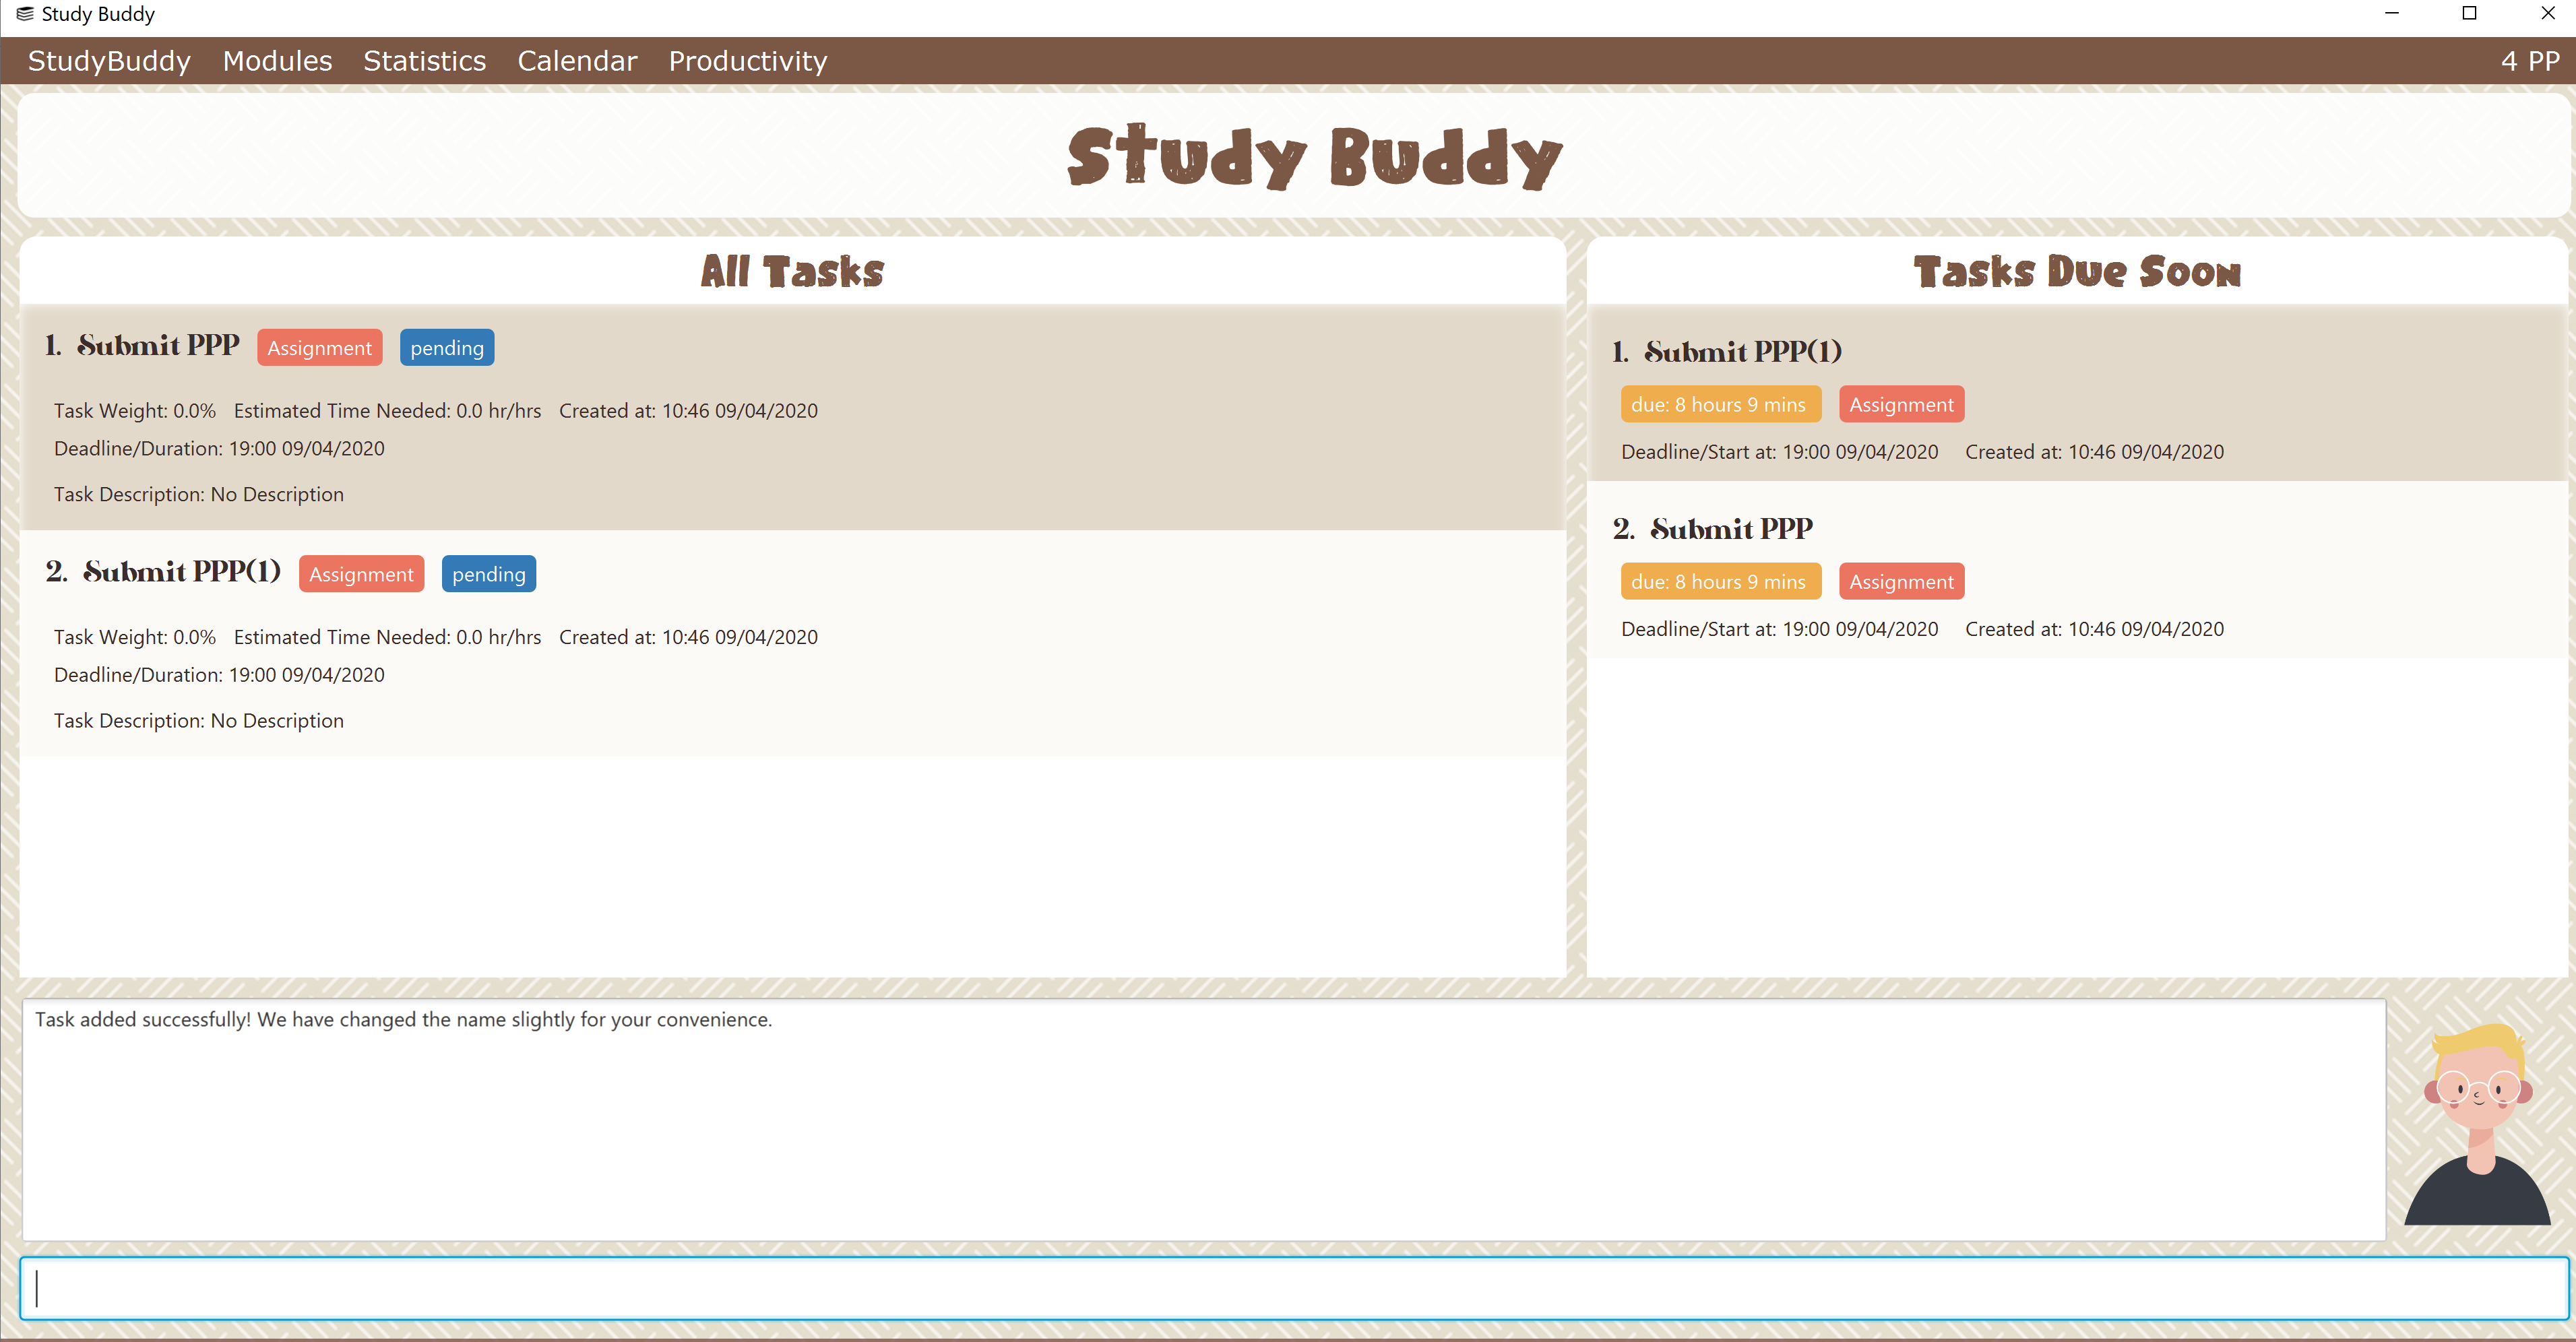 Study Buddy
StudyBuddy Modules Statistics Calendar Productivity 4 PP
Study Buddy
All Tasks
1. Submit PPP Assignment pending
Task Weight: 0.0% Estimated Time Needed: 0.0 hr/hrs Created at: 10:46 09/04/2020
Deadline/Duration: 19:00 09/04/2020
Task Description: No Description
2. Submit PPP(1) Assignment pending
Task Weight: 0.0% Estimated Time Needed: 0.0 hr/hrs Created at: 10:46 09/04/2020
Deadline/Duration: 19:00 09/04/2020
Task Description: No Description
Tasks Due Soon
1. Submit PPP(1)
due: 8 hours 9 mins Assignment
Deadline/Start at: 19:00 09/04/2020 Created at: 10:46 09/04/2020
2. Submit PPP
due: 8 hours 9 mins Assignment
Deadline/Start at: 19:00 09/04/2020 Created at: 10:46 09/04/2020
Task added successfully! We have changed the name slightly for your convenience.